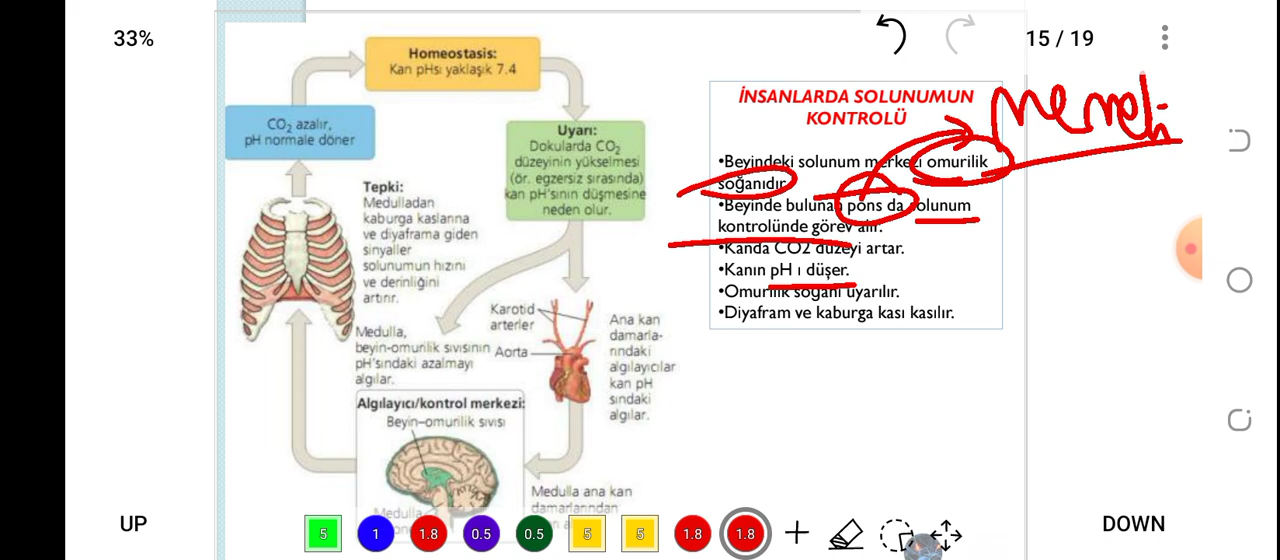 33%
15 / 19
Homeostasis:
Kan pHsı yaklaşık 7.4
CO2 azalır,
pH normale döner
Uyarı:
Dokularda CO2
düzeyinin yükselmesi
(ör. egzersiz sırasında)
kan pH'sının düşmesine
neden olur.
Tepki:
Medulladan
kaburga kaslarına
ve diyaframa giden
sinyaller
solunumun hızını
ve derinliğini
artırır.
Medulla,
beyin-omurilik sıvısının
pH'sındaki azalmayı
algılar.
Karotid
arterler
Aorta
Ana kan
damarla-
rındaki
algılayıcılar
kan pH
sındaki
algılar.
Algılayıcı/kontrol merkezi:
Beyin–omurilik sıvısı
Medulla
Medulla ana kan
damarlarından
İNSANLARDA SOLUNUMUN
KONTROLÜ
•Beyindeki solunum merkezi omurilik
soğanıdır.
•Beyinde bulunan pons da solunum
kontrolünde görev alır.
•Kanda CO2 düzeyi artar.
•Kanın pH ı düşer.
•Omurilik soğanı uyarılır.
•Diyafram ve kaburga kası kasılır.
UP
DOWN
5
1
1.8
0.5
0.5
5
5
1.8
1.8